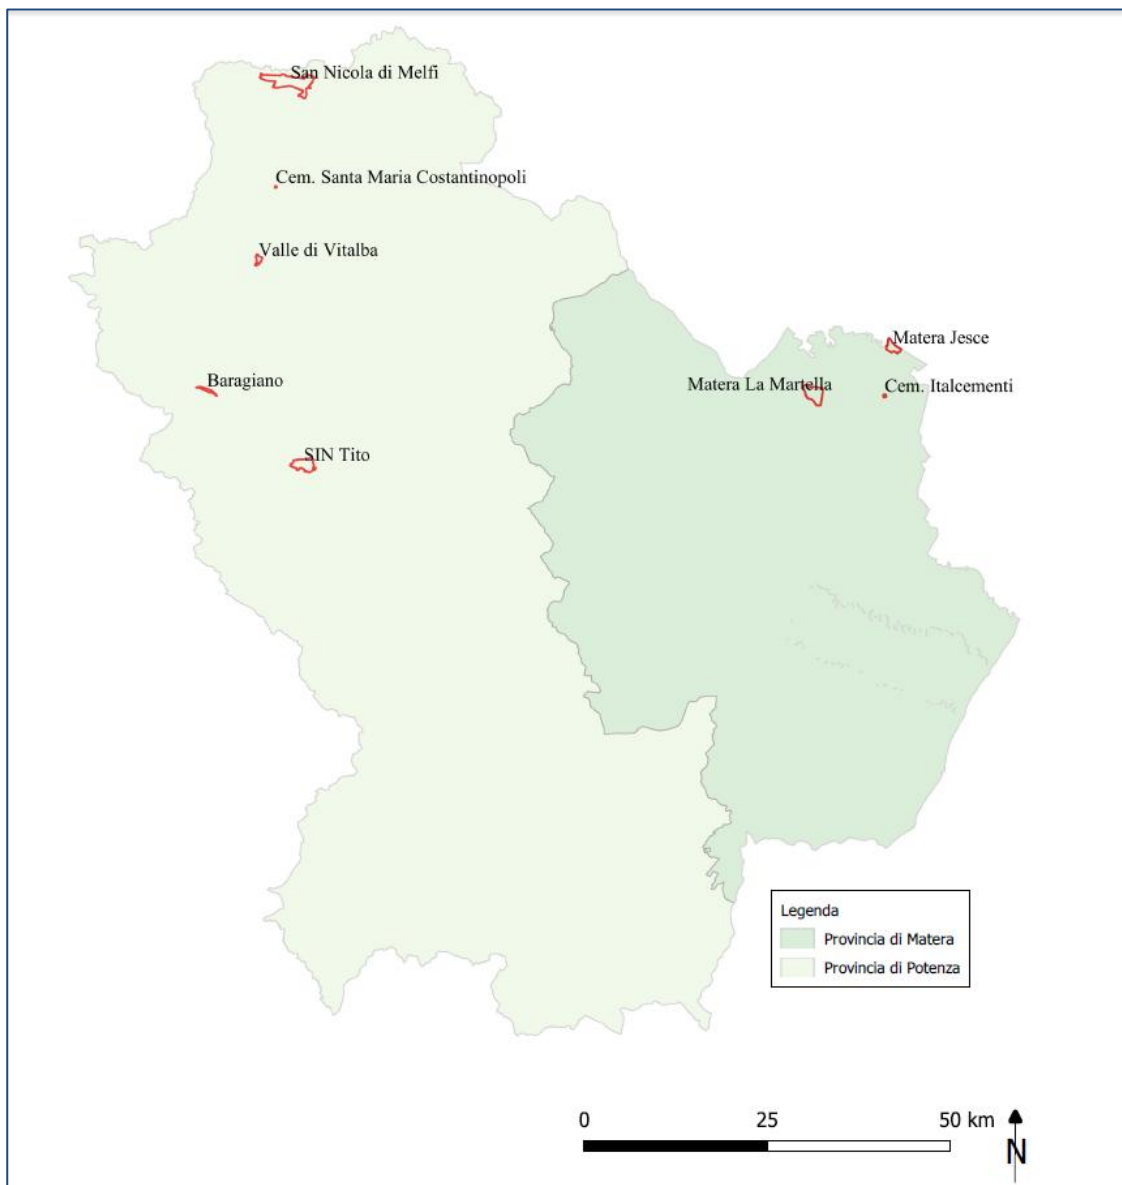 San Nicola di Melfi
Cem. Santa Maria Costantinopoli
Valle di Vitalba
Matera Jesce
Baragiano
Matera La Martella
Cem. Italcementi
SIN Tito
Legenda
Provincia di Matera
Provincia di Potenza
0 25 50 km
N